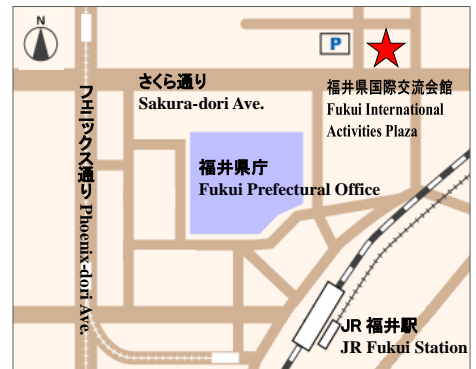 N
P
さくら通り
Sakura-dori Ave.
福井県国際交流会館
Fukui International
Activities Plaza
フェニックス通り Phoenix-dori Ave.
福井県庁
Fukui Prefectural Office
JR 福井駅
JR Fukui Station